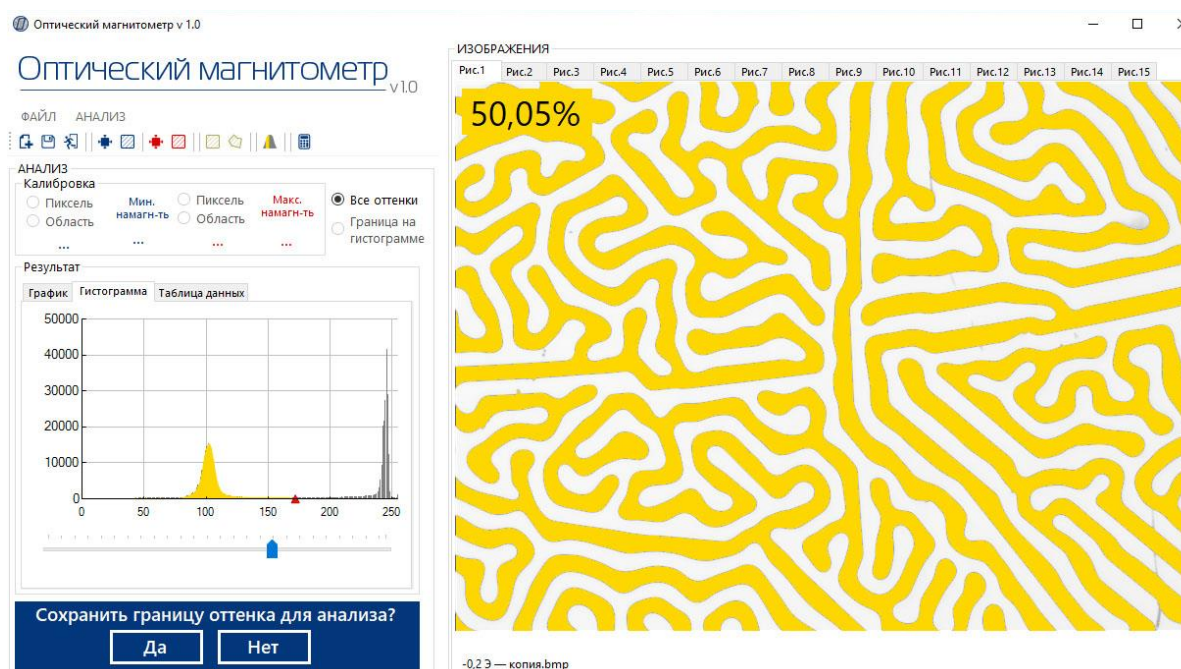 Оптический магнитометр v 1.0
Оптический магнитометр
v 1.0
ФАЙЛ АНАЛИЗ
АНАЛИЗ
Калибровка
Пиксель
Область
...
Мин.
намагн-ть
...
Пиксель
Область
...
Макс.
намагн-ть
...
Все оттенки
Граница на
гистограмме
Результат
График Гистограмма Таблица данных
50000
40000
30000
20000
10000
0
0 50 100 150 200 250
Сохранить границу оттенка для анализа?
Да Нет
ИЗОБРАЖЕНИЯ
Рис.1 Рис.2 Рис.3 Рис.4 Рис.5 Рис.6 Рис.7 Рис.8 Рис.9 Рис.10 Рис.11 Рис.12 Рис.13 Рис.14 Рис.15
50,05%
-0,2 Э — копия.bmp